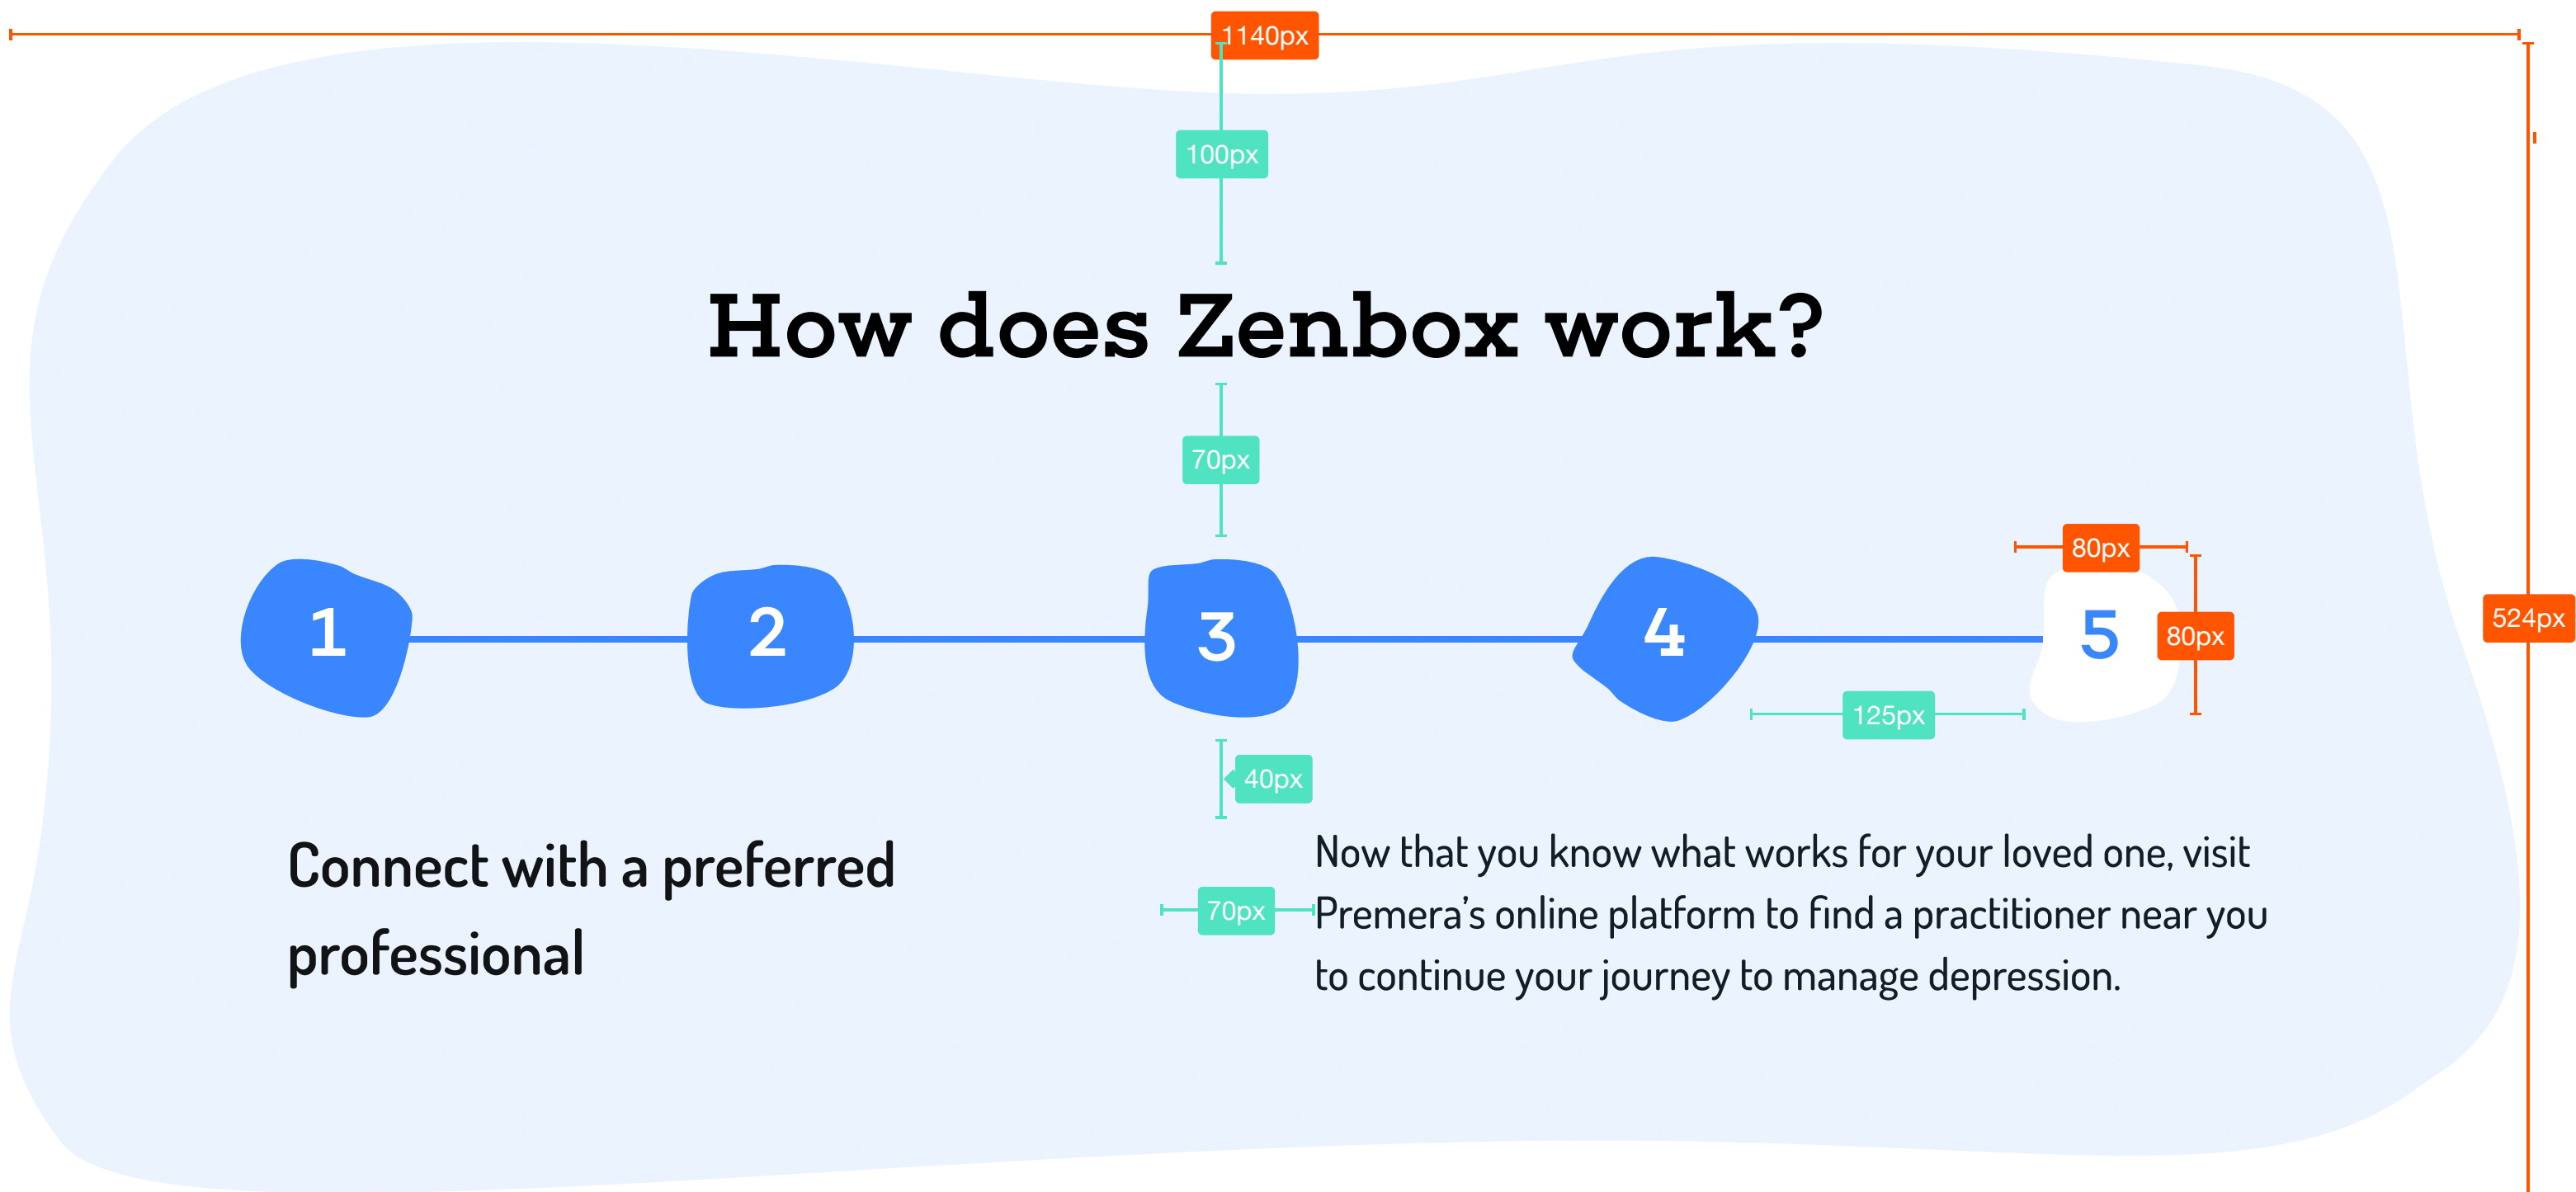 1140px
100px
How does Zenbox work?
70px
80px
1
2
3
4
5
80px
524px
125px
40px
Connect with a preferred
professional
70px
Now that you know what works for your loved one, visit
Premera’s online platform to find a practitioner near you
to continue your journey to manage depression.